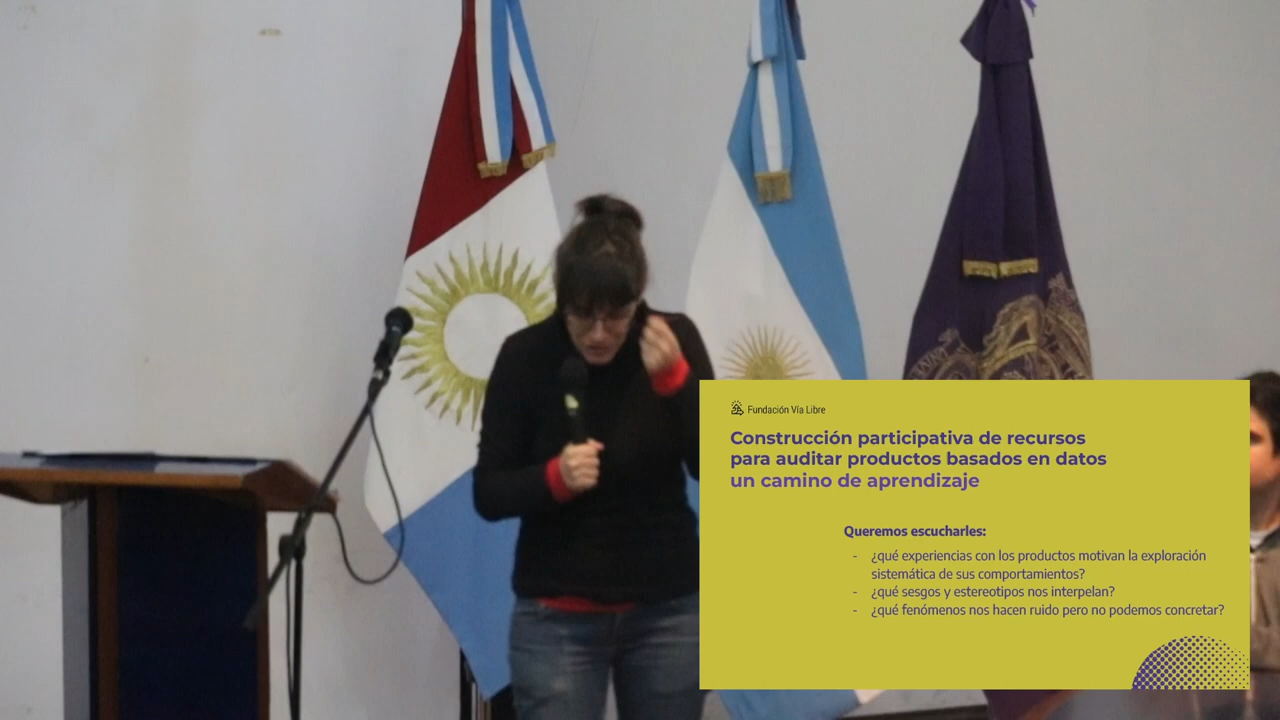 Fundación Vía Libre
Construcción participativa de recursos
para auditar productos basados en datos
un camino de aprendizaje
Queremos escucharles:
- ¿qué experiencias con los productos motivan la exploración
sistemática de sus comportamientos?
- ¿qué sesgos y estereotipos nos interpelan?
- ¿qué fenómenos nos hacen ruido pero no podemos concretar?